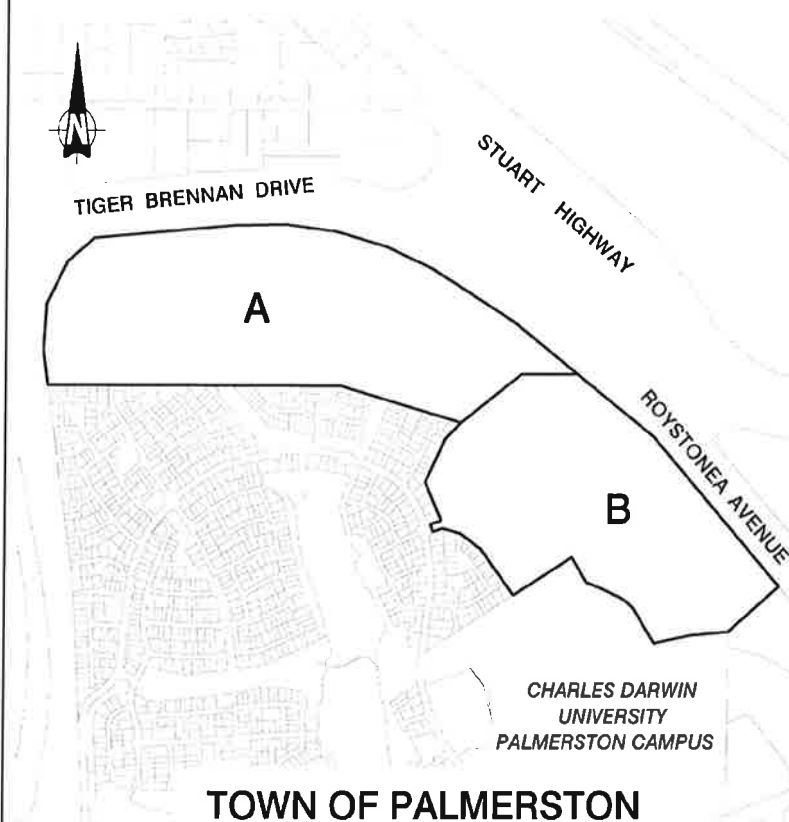 N
TIGER BRENNAN DRIVE
STUART HIGHWAY
A
ROYSTONEA AVENUE
B
CHARLES DARWIN
UNIVERSITY
PALMERSTON CAMPUS
TOWN OF PALMERSTON